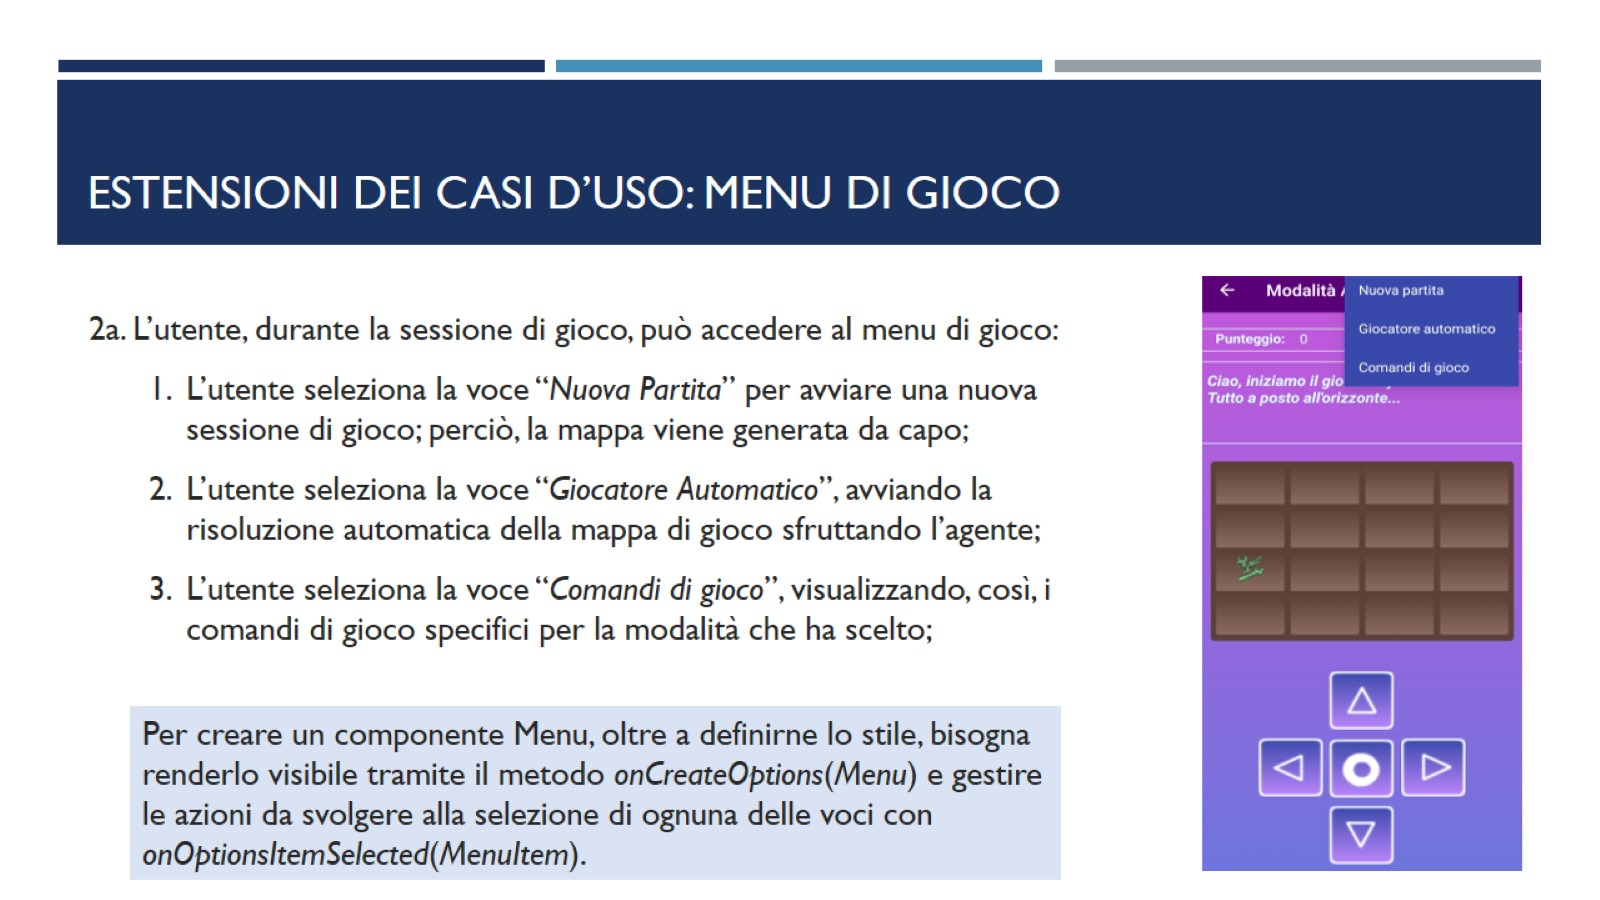 ESTENSIONI DEI CASI D’USO: MENU DI GIOCO
2a. L’utente, durante la sessione di gioco, può accedere al menu di gioco:
1. L’utente seleziona la voce “Nuova Partita” per avviare una nuova
sessione di gioco; perciò, la mappa viene generata da capo;
2. L’utente seleziona la voce “Giocatore Automatico”, avviando la
risoluzione automatica della mappa di gioco sfruttando l’agente;
3. L’utente seleziona la voce “Comandi di gioco”, visualizzando, così, i
comandi di gioco specifici per la modalità che ha scelto;
Per creare un componente Menu, oltre a definirne lo stile, bisogna
renderlo visibile tramite il metodo onCreateOptions(Menu) e gestire
le azioni da svolgere alla selezione di ognuna delle voci con
onOptionsItemSelected(MenuItem).
Modalità
Nuova partita
Giocatore automatico
Comandi di gioco
Punteggio: 0
Ciao, iniziamo il gio
Tutto a posto all'orizzonte...